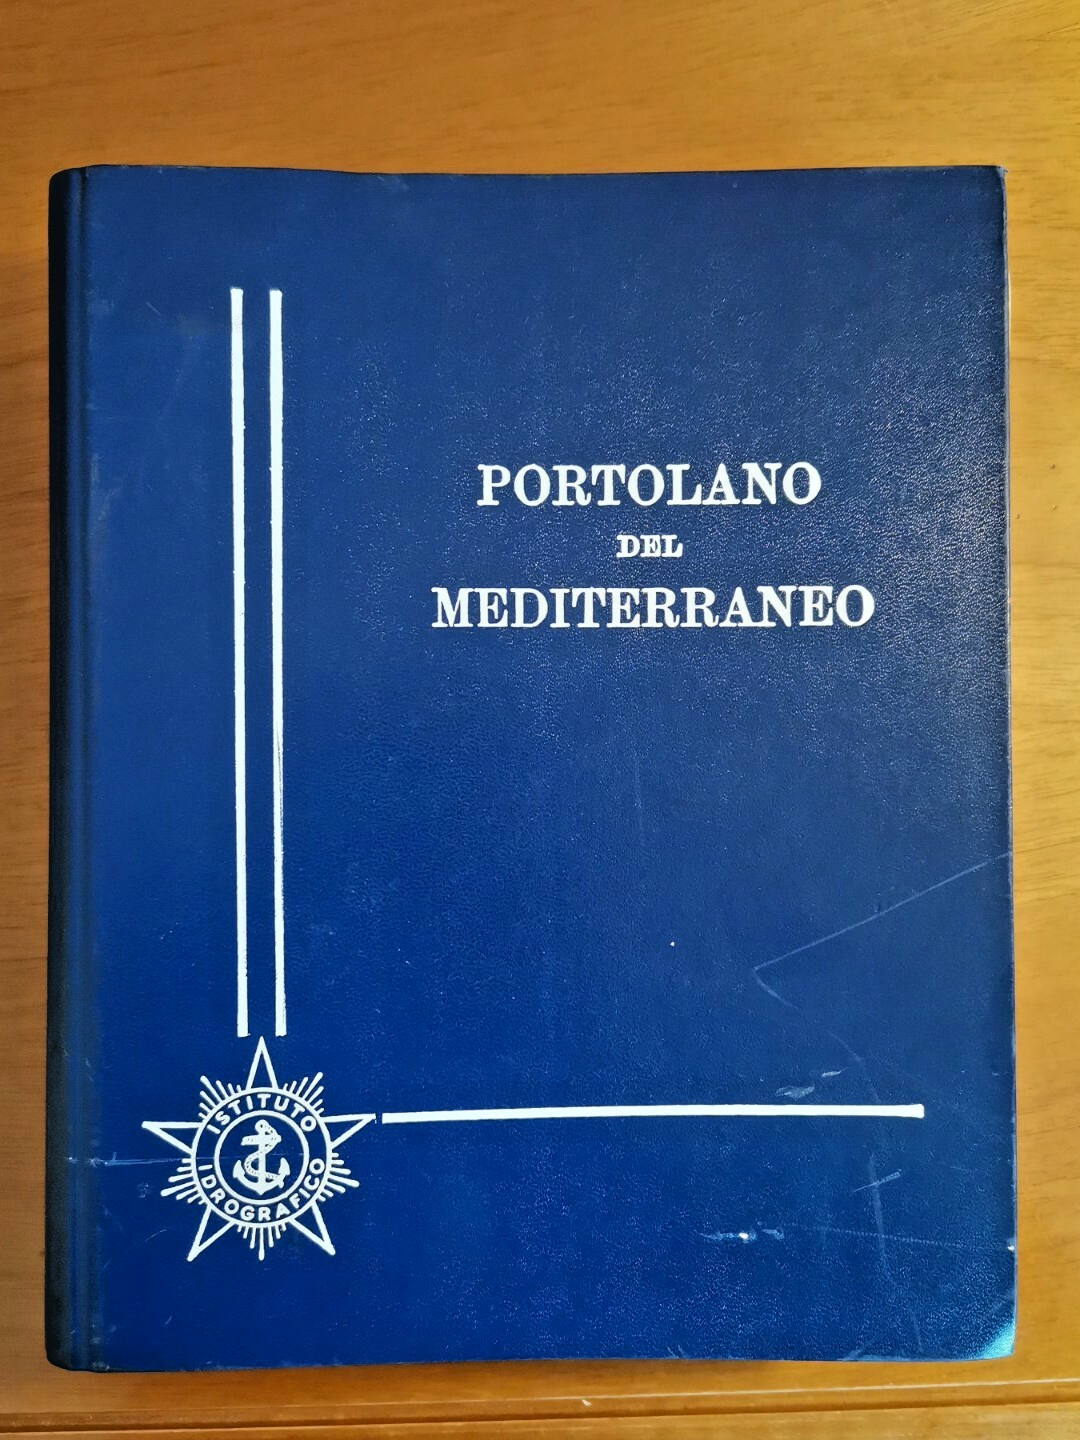 PORTOLANO
DEL
MEDITERRANEO
ISTITUTO
IDROGRAFICO